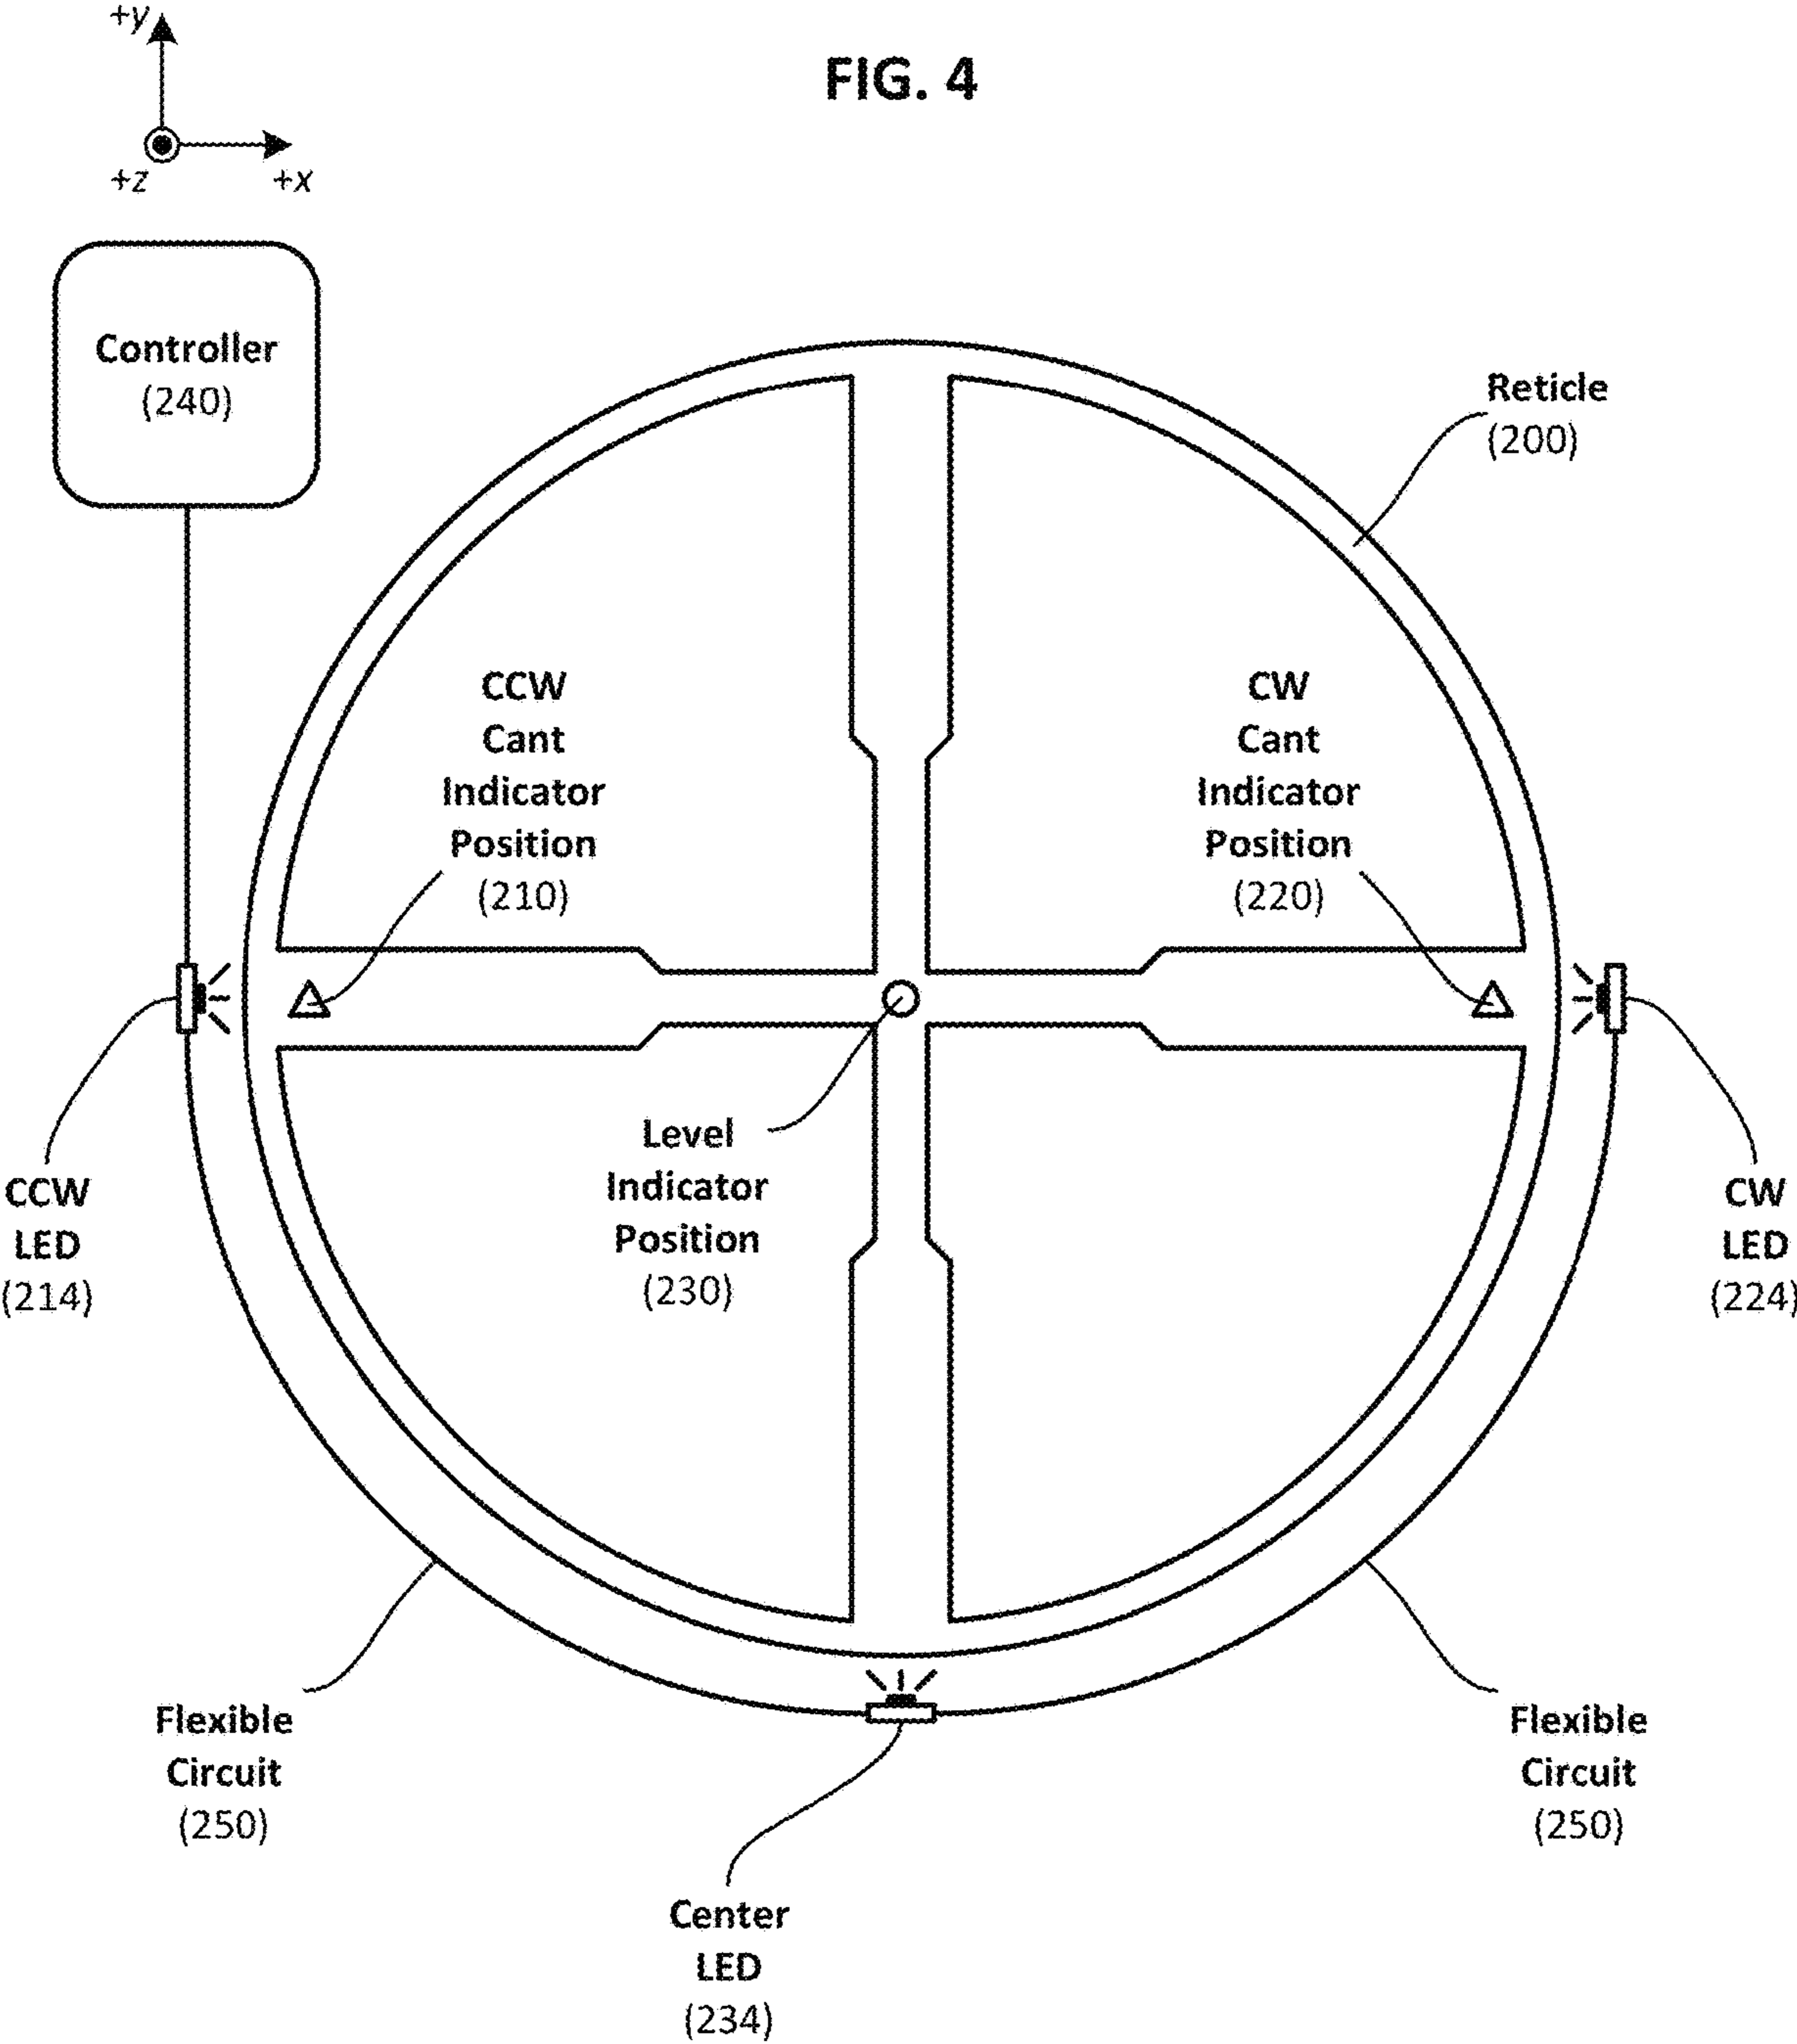 +y
FIG. 4
+z
+x
Controller
(240)
Reticle
(200)
CCW
Cant
Indicator
Position
(210)
CW
Cant
Indicator
Position
(220)
Level
Indicator
Position
(230)
CCW
LED
(214)
CW
LED
(224)
Flexible
Circuit
(250)
Flexible
Circuit
(250)
Center
LED
(234)